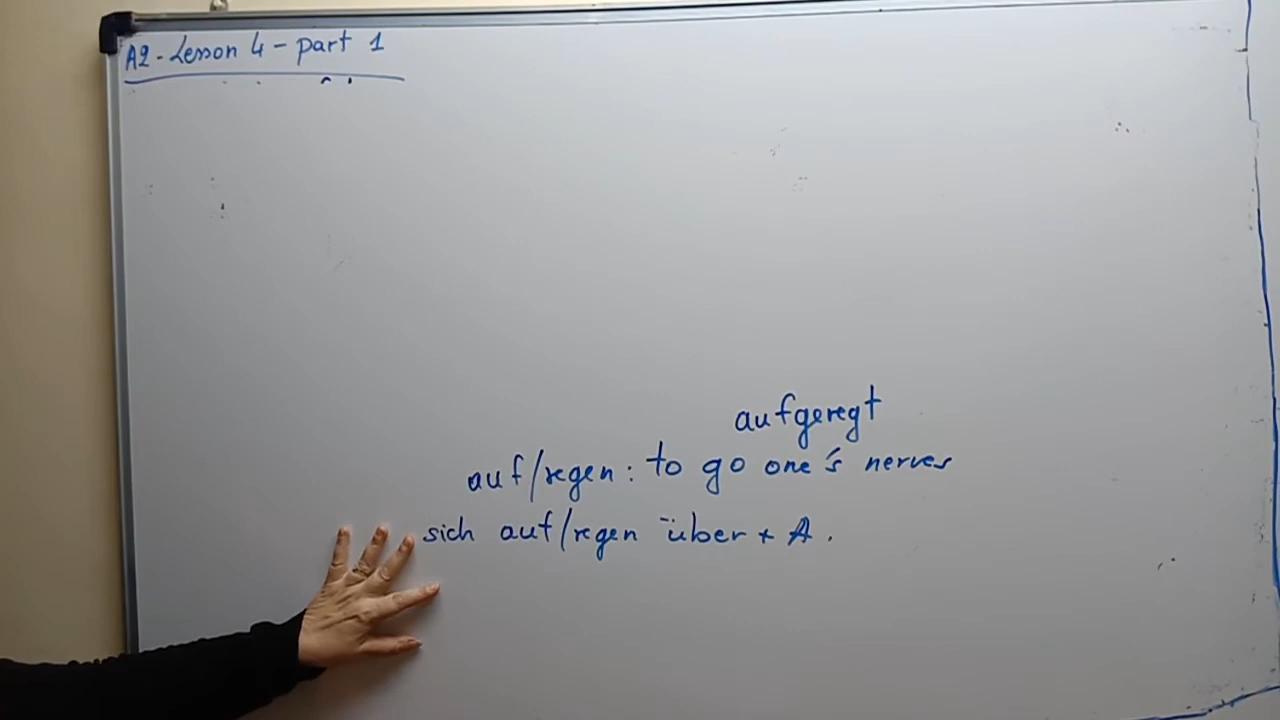 A2 - Lesson 4 - part 1
aufgeregt
auf/regen : to go one's nerves
sich auf/regen über + A.